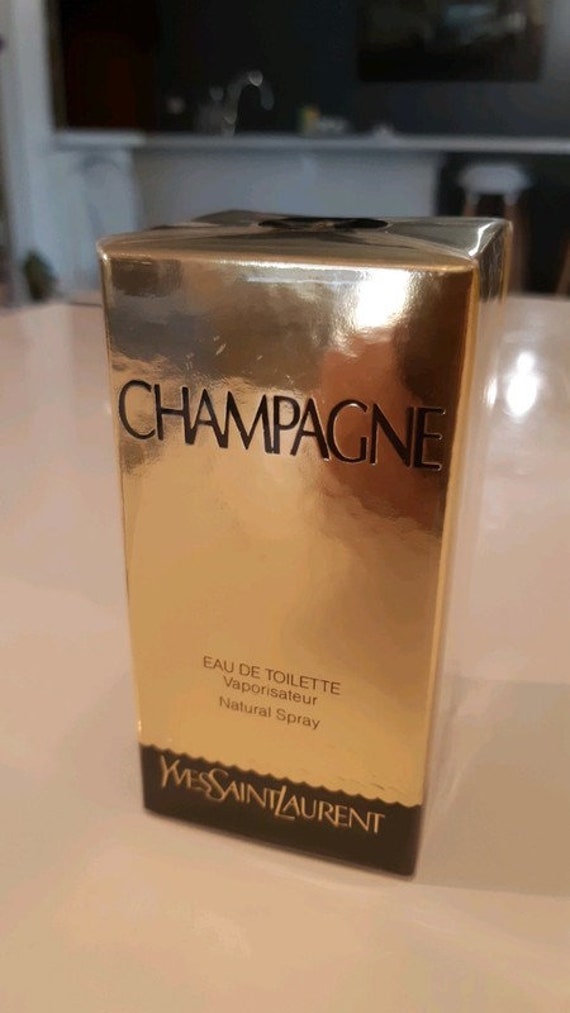 CHAMPAGNE
EAU DE TOILETTE
Vaporisateur
Natural Spray
YVESSAINTLAURENT